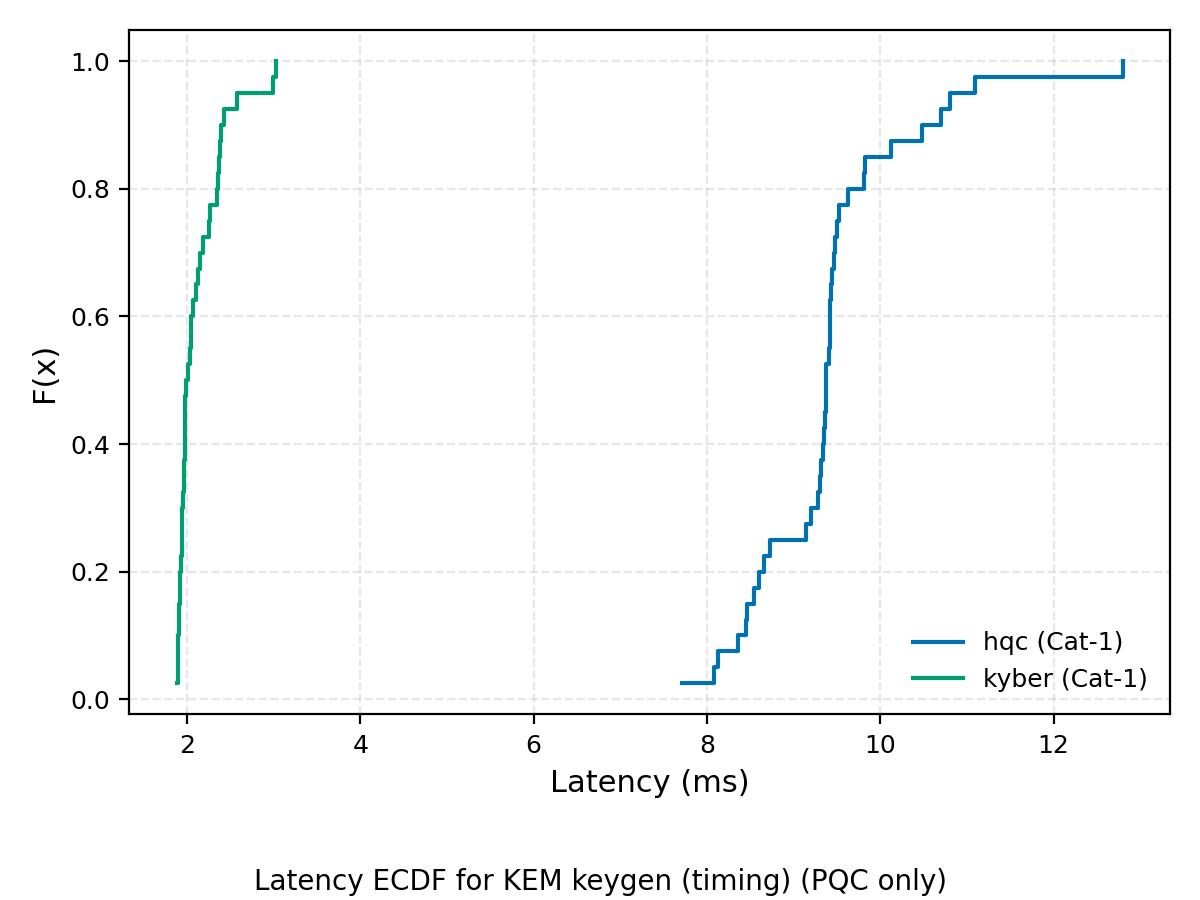 1.0
0.8
0.6
0.4
0.2
0.0
F(x)
hqc (Cat-1)
kyber (Cat-1)
2 4 6 8 10 12
Latency (ms)
Latency ECDF for KEM keygen (timing) (PQC only)